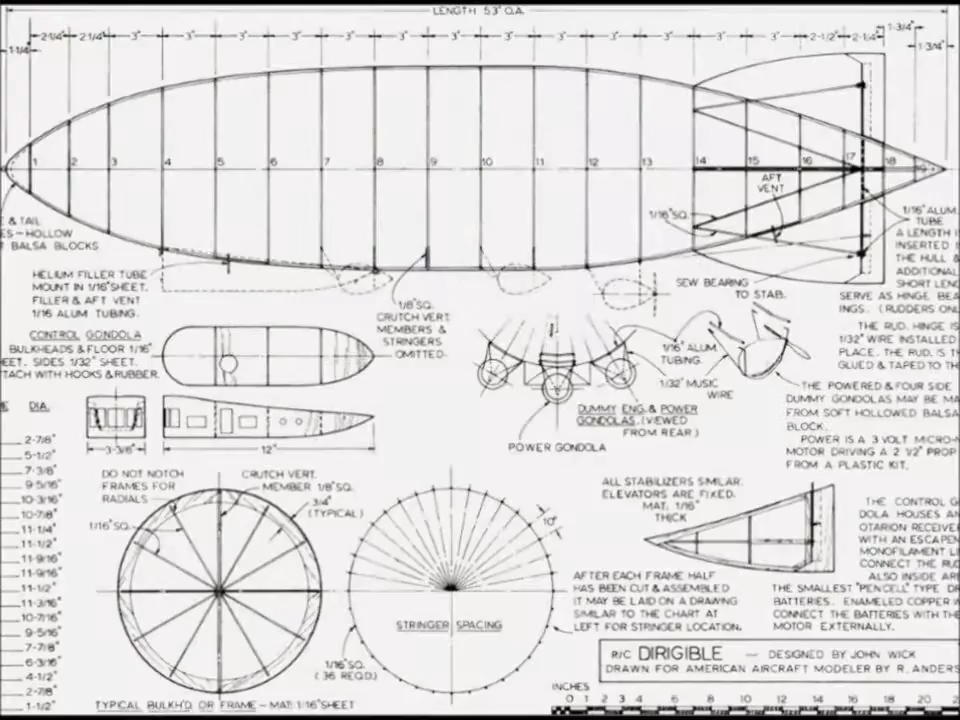 LENGTH 53" O.A.
1-1/4" 2-1/4" 2-1/4" 3" 3" 3" 3" 3" 3" 3" 3" 3" 3" 3" 3" 3" 2-1/2" 2-1/4" 1-3/4" 1-3/4"
1 2 3 4 5 6 7 8 9 10 11 12 13 14 15 16 17 18 19
AFT
VENT
1/16" SQ.
E & TAIL
ES-HOLLOW
T BALSA BLOCKS
HELIUM FILLER TUBE
MOUNT IN 1/16" SHEET.
FILLER & AFT VENT
1/16 ALUM. TUBING.
1/8" SQ.
CRUTCH VERT.
MEMBERS &
STRINGERS
OMITTED.
SEW BEARING
TO STAB.
1/16" ALUM.
TUBE
A LENGTH I
INSERTED
THE HULL &
ADDITIONAL
SHORT LENG
SERVE AS HINGE BEA
INGS. (RUDDERS ONL
THE RUD. HINGE IS
1/32" WIRE INSTALLED
PLACE. THE RUD. IS TH
GLUED & TAPED TO THE
CONTROL GONDOLA
BULKHEADS & FLOOR 1/16"
HEET. SIDES 1/32" SHEET.
TTACH WITH HOOKS & RUBBER.
1/16" ALUM.
TUBING.
1/32" MUSIC
WIRE
DUMMY ENG. & POWER
GONDOLAS. (VIEWED
FROM REAR)
POWER GONDOLA
THE POWERED & FOUR SIDE
DUMMY GONDOLAS MAY BE MA
FROM SOFT HOLLOWED BALSA
BLOCK.
POWER IS A 3 VOLT MICRO-M
MOTOR DRIVING A 2 1/2" PROP
FROM A PLASTIC KIT.
3-3/8"
12"
DIA.
2-7/8"
5-1/2"
7-3/8"
9-5/16"
10-3/16"
10-7/8"
11-1/4"
11-1/2"
11-9/16"
11-9/16"
11-1/2"
11-3/16"
10-7/16"
9-5/16"
7-7/8"
6-3/16"
4-1/2"
2-7/8"
1-1/2"
DO NOT NOTCH
FRAMES FOR
RADIALS
CRUTCH VERT.
MEMBER 1/8" SQ.
3/4"
(TYPICAL)
1/16" SQ.
TYPICAL BULKH'D OR FRAME - MAT. 1/16" SHEET
10°
STRINGER SPACING
1/16" SQ.
(36 REQ.D.)
ALL STABILIZERS SIMILAR.
ELEVATORS ARE FIXED.
MAT. 1/16"
THICK
AFTER EACH FRAME HALF
HAS BEEN CUT & ASSEMBLED
IT MAY BE LAID ON A DRAWING
SIMILAR TO THE CHART AT
LEFT FOR STRINGER LOCATION.
THE CONTROL G
DOLA HOUSES AN
OTARION RECEIVER
WITH AN ESCAPEM
MONOFILAMENT LI
CONNECT THE RUD
ALSO INSIDE AR
THE SMALLEST "PENCELL" TYPE DR
BATTERIES. ENAMELED COPPER W
CONNECT THE BATTERIES WITH THE
MOTOR EXTERNALLY.
R/C DIRIGIBLE - DESIGNED BY JOHN WICK
DRAWN FOR AMERICAN AIRCRAFT MODELER BY R. ANDERS
INCHES
0 1 2 3 4 6 8 10 12 14 16 18 20 2